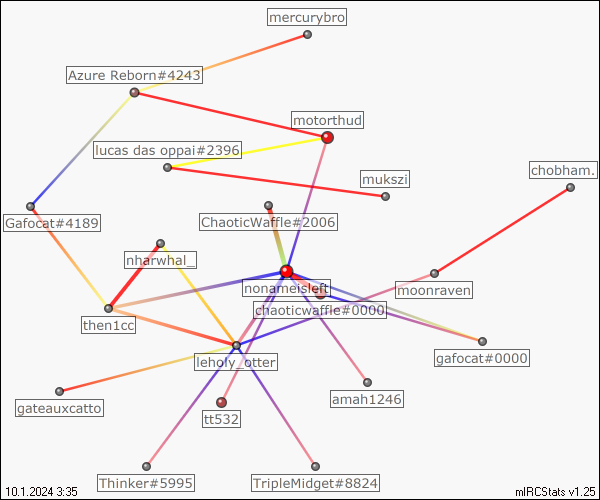 mercurybro
Azure Reborn#4243
motorthud
lucas das oppai#2396
chobham.
mukszi
Gafocat#4189
ChaoticWaffle#2006
nharwhal_
nonameisleft
moonraven
chaoticwaffle#0000
then1cc
gafocat#0000
leholy_otter
amah1246
gateauxcatto
tt532
Thinker#5995
TripleMidget#8824
10.1.2024 3:35
mIRCStats v1.25